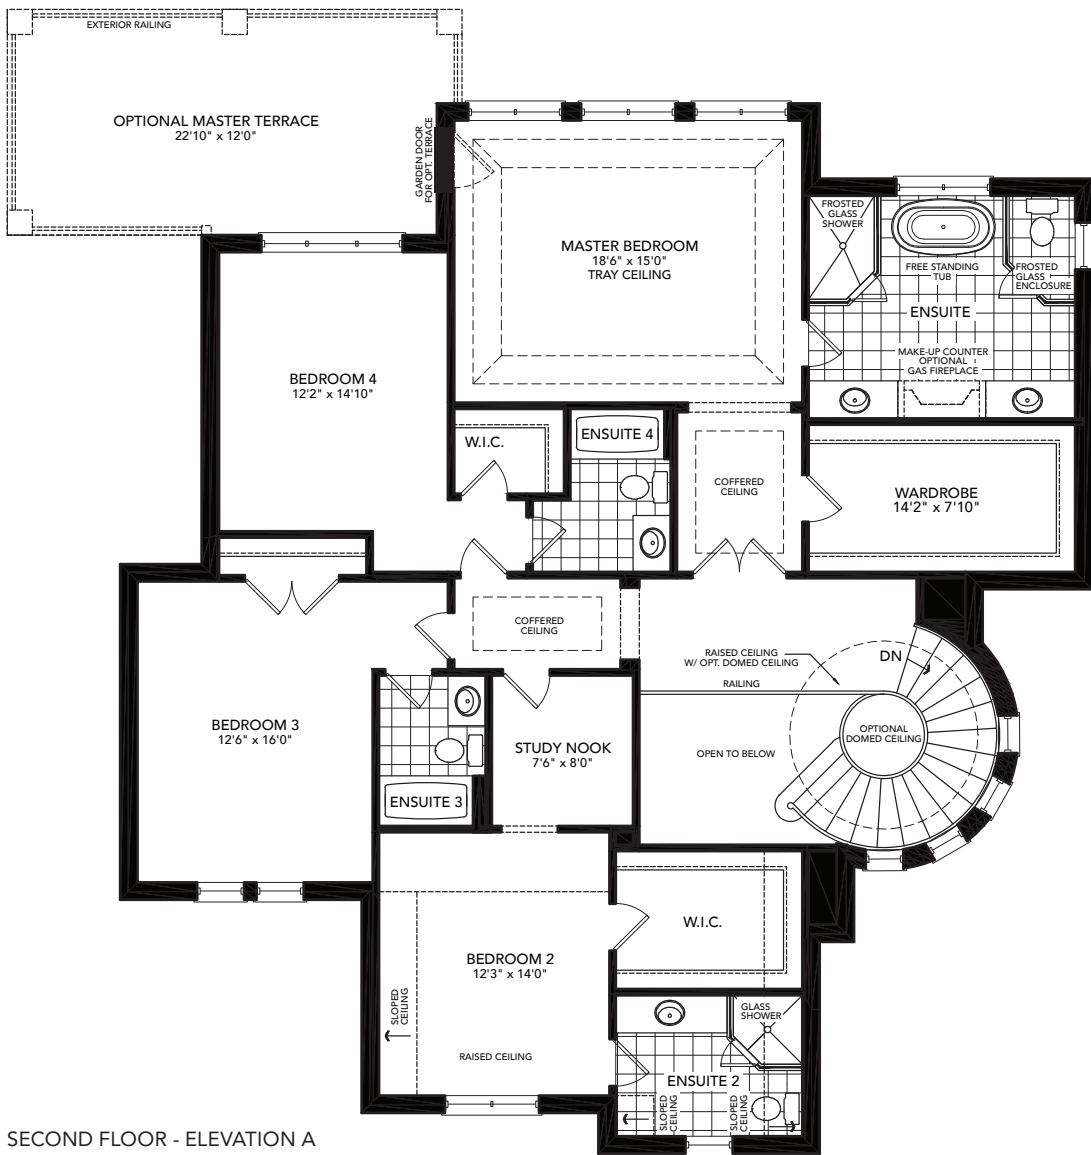 EXTERIOR RAILING
OPTIONAL MASTER TERRACE
22'10" x 12'0"
GARDEN DOOR
FOR OPT. TERRACE
MASTER BEDROOM
18'6" x 15'0"
TRAY CEILING
FROSTED
GLASS
SHOWER
FREE STANDING
TUB
FROSTED
GLASS
ENCLOSURE
ENSUITE
MAKE-UP COUNTER
OPTIONAL
GAS FIREPLACE
BEDROOM 4
12'2" x 14'10"
W.I.C.
ENSUITE 4
COFFERED
CEILING
WARDROBE
14'2" x 7'10"
COFFERED
CEILING
RAISED CEILING
W/ OPT. DOMED CEILING
RAILING
DN
OPTIONAL
DOMED CEILING
OPEN TO BELOW
BEDROOM 3
12'6" x 16'0"
STUDY NOOK
7'6" x 8'0"
ENSUITE 3
BEDROOM 2
12'3" x 14'0"
W.I.C.
SLOPED
CEILING
RAISED CEILING
GLASS
SHOWER
ENSUITE 2
SLOPED
CEILING
SLOPED
CEILING
SECOND FLOOR - ELEVATION A